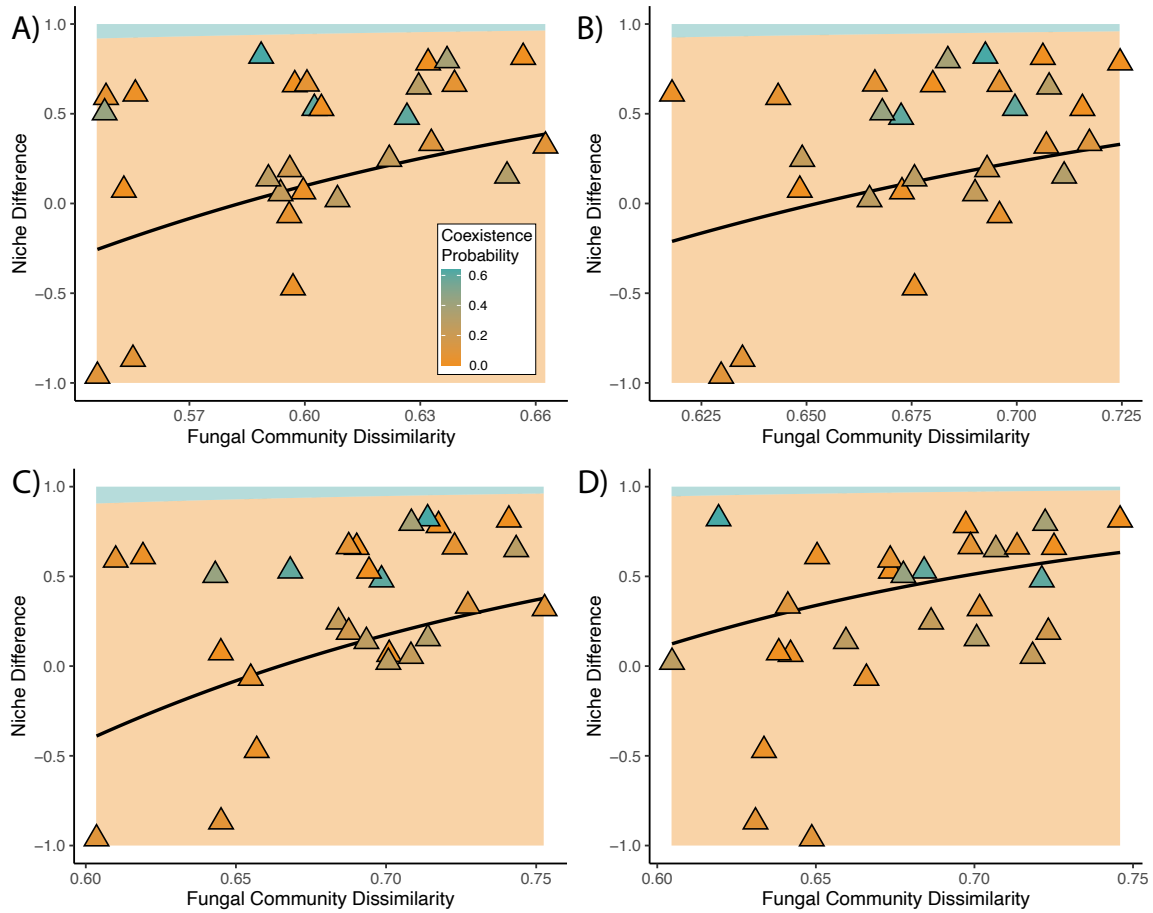 A)
Niche Difference
1.0
0.5
0.0
−0.5
−1.0
Coexistence
Probability
0.6
0.4
0.2
0.0
0.57
0.60
0.63
0.66
Fungal Community Dissimilarity
B)
Niche Difference
1.0
0.5
0.0
−0.5
−1.0
0.625
0.650
0.675
0.700
0.725
Fungal Community Dissimilarity
C)
Niche Difference
1.0
0.5
0.0
−0.5
−1.0
0.60
0.65
0.70
0.75
Fungal Community Dissimilarity
D)
Niche Difference
1.0
0.5
0.0
−0.5
−1.0
0.60
0.65
0.70
0.75
Fungal Community Dissimilarity